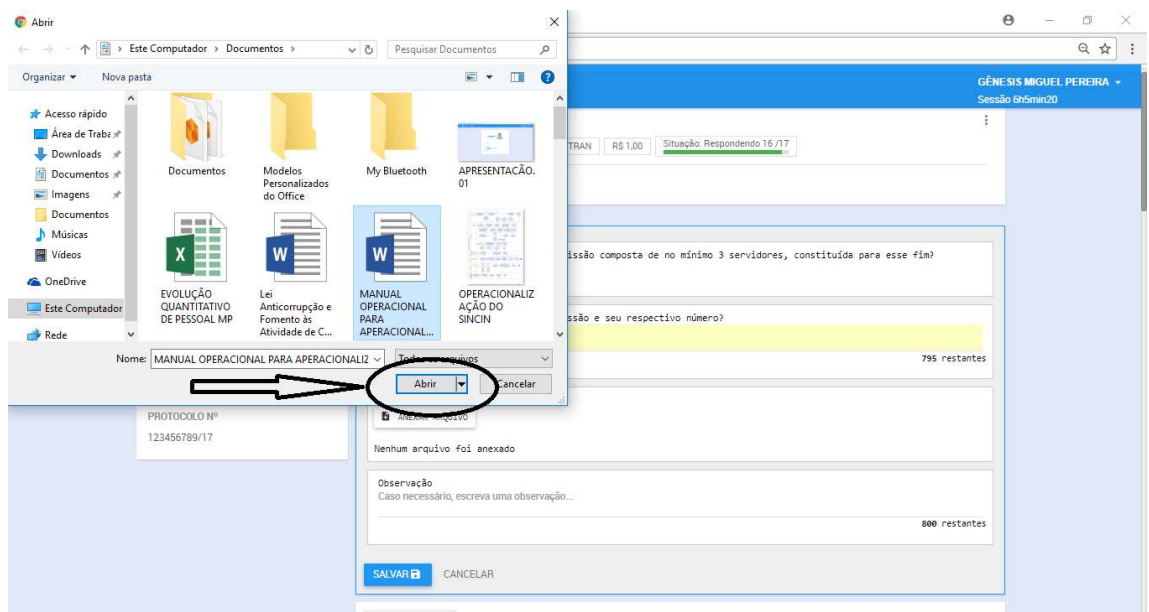 Abrir
Este Computador > Documentos >
Pesquisar Documentos
Organizar
Nova pasta
Acesso rápido
Área de Traba
Downloads
Documentos
Imagens
Documentos
Músicas
Vídeos
OneDrive
Este Computador
Rede
Documentos
Modelos
Personalizados
do Office
My Bluetooth
APRESENTACÃO.
01
EVOLUÇÃO
QUANTITATIVO
DE PESSOAL MP
Lei
Anticorrupção e
Fomento às
Atividade de C...
MANUAL
OPERACIONAL
PARA
APERACIONAL...
OPERACIONALIZ
AÇÃO DO
SINCIN
Nome:
MANUAL OPERACIONAL PARA APERACIONALIZ
arquivos
Abrir
Cancelar
GÊNESIS MIGUEL PEREIRA
Sessão 6h5min20
TRAN
R$ 1,00
Situação: Respondendo 16 /17
issão composta de no mínimo 3 servidores, constituída para esse fim?
ssão e seu respectivo número?
795 restantes
PROTOCOLO Nº
123456789/17
ANEXAR ARQUIVO
Nenhum arquivo foi anexado
Observação
Caso necessário, escreva uma observação...
800 restantes
SALVAR
CANCELAR